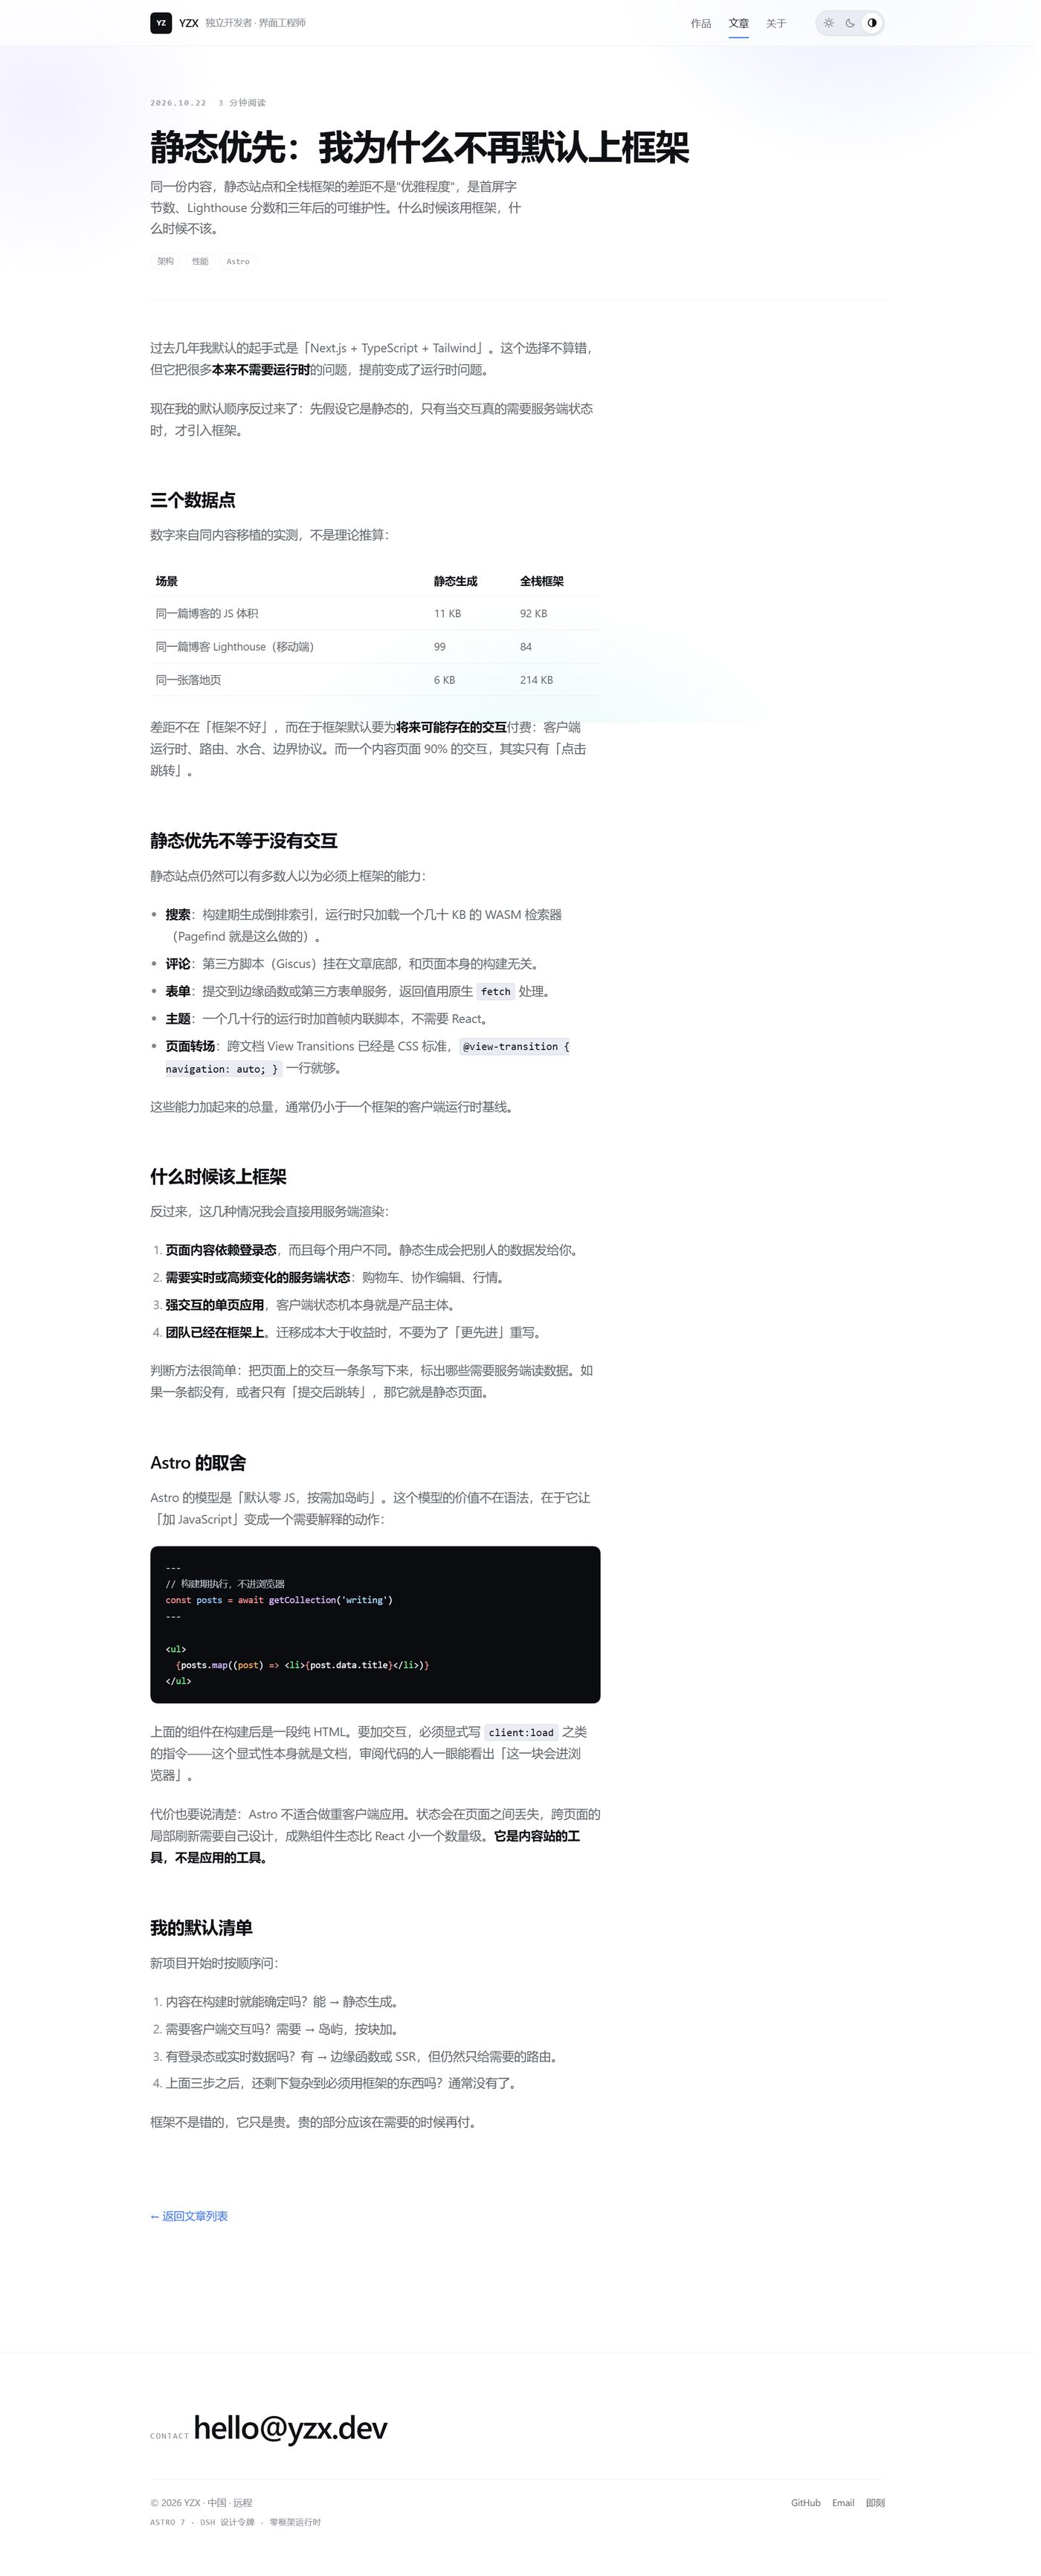 YZ YZX 独立开发者 · 界面工程师 作品 文章 关于
2026.10.22 3 分钟阅读
静态优先：我为什么不再默认上框架
同一份内容，静态站点和全栈框架的差距不是"优雅程度"，是首屏字
节数、Lighthouse 分数和三年后的可维护性。什么时候该用框架，什
么时候不该。
架构 性能 Astro
过去几年我默认的起手式是「Next.js + TypeScript + Tailwind」。这个选择不算错，
但它把很多本来不需要运行时的问题，提前变成了运行时问题。
现在我的默认顺序反过来了：先假设它是静态的，只有当交互真的需要服务端状态
时，才引入框架。
三个数据点
数字来自同内容移植的实测，不是理论推算：
场景 静态生成 全栈框架
同一篇博客的 JS 体积 11 KB 92 KB
同一篇博客 Lighthouse（移动端） 99 84
同一张落地页 6 KB 214 KB
差距不在「框架不好」，而在于框架默认要为将来可能存在的交互付费：客户端
运行时、路由、水合、边界协议。而一个内容页面 90% 的交互，其实只有「点击
跳转」。
静态优先不等于没有交互
静态站点仍然可以有多数人以为必须上框架的能力：
• 搜索：构建期生成倒排索引，运行时只加载一个几十 KB 的 WASM 检索器
（Pagefind 就是这么做的）。
• 评论：第三方脚本（Giscus）挂在文章底部，和页面本身的构建无关。
• 表单：提交到边缘函数或第三方表单服务，返回值用原生 fetch 处理。
• 主题：一个几十行的运行时加首帧内联脚本，不需要 React。
• 页面转场：跨文档 View Transitions 已经是 CSS 标准，@view-transition {
navigation: auto; } 一行就够。
这些能力加起来的总量，通常仍小于一个框架的客户端运行时基线。
什么时候该上框架
反过来，这几种情况我会直接用服务端渲染：
1. 页面内容依赖登录态，而且每个用户不同。静态生成会把别人的数据发给你。
2. 需要实时或高频变化的服务端状态：购物车、协作编辑、行情。
3. 强交互的单页应用，客户端状态机本身就是产品主体。
4. 团队已经在框架上。迁移成本大于收益时，不要为了「更先进」重写。
判断方法很简单：把页面上的交互一条条写下来，标出哪些需要服务端读数据。如
果一条都没有，或者只有「提交后跳转」，那它就是静态页面。
Astro 的取舍
Astro 的模型是「默认零 JS，按需加岛屿」。这个模型的价值不在语法，在于它让
「加 JavaScript」变成一个需要解释的动作：
---
// 构建期执行，不进浏览器
const posts = await getCollection('writing')
---
<ul>
{posts.map((post) => <li>{post.data.title}</li>)}
</ul>
上面的组件在构建后是一段纯 HTML。要加交互，必须显式写 client:load 之类
的指令——这个显式性本身就是文档，审阅代码的人一眼能看出「这一块会进浏
览器」。
代价也要说清楚：Astro 不适合做重客户端应用。状态会在页面之间丢失，跨页面的
局部刷新需要自己设计，成熟组件生态比 React 小一个数量级。它是内容站的工
具，不是应用的工具。
我的默认清单
新项目开始时按顺序问：
1. 内容在构建时就能确定吗？能 → 静态生成。
2. 需要客户端交互吗？需要 → 岛屿，按块加。
3. 有登录态或实时数据吗？有 → 边缘函数或 SSR，但仍然只给需要的路由。
4. 上面三步之后，还剩下复杂到必须用框架的东西吗？通常没有了。
框架不是错的，它只是贵。贵的部分应该在需要的时候再付。
← 返回文章列表
CONTACT hello@yzx.dev
© 2026 YZX · 中国 · 远程 GitHub Email 即刻
ASTRO 7 · DSH 设计令牌 · 零框架运行时